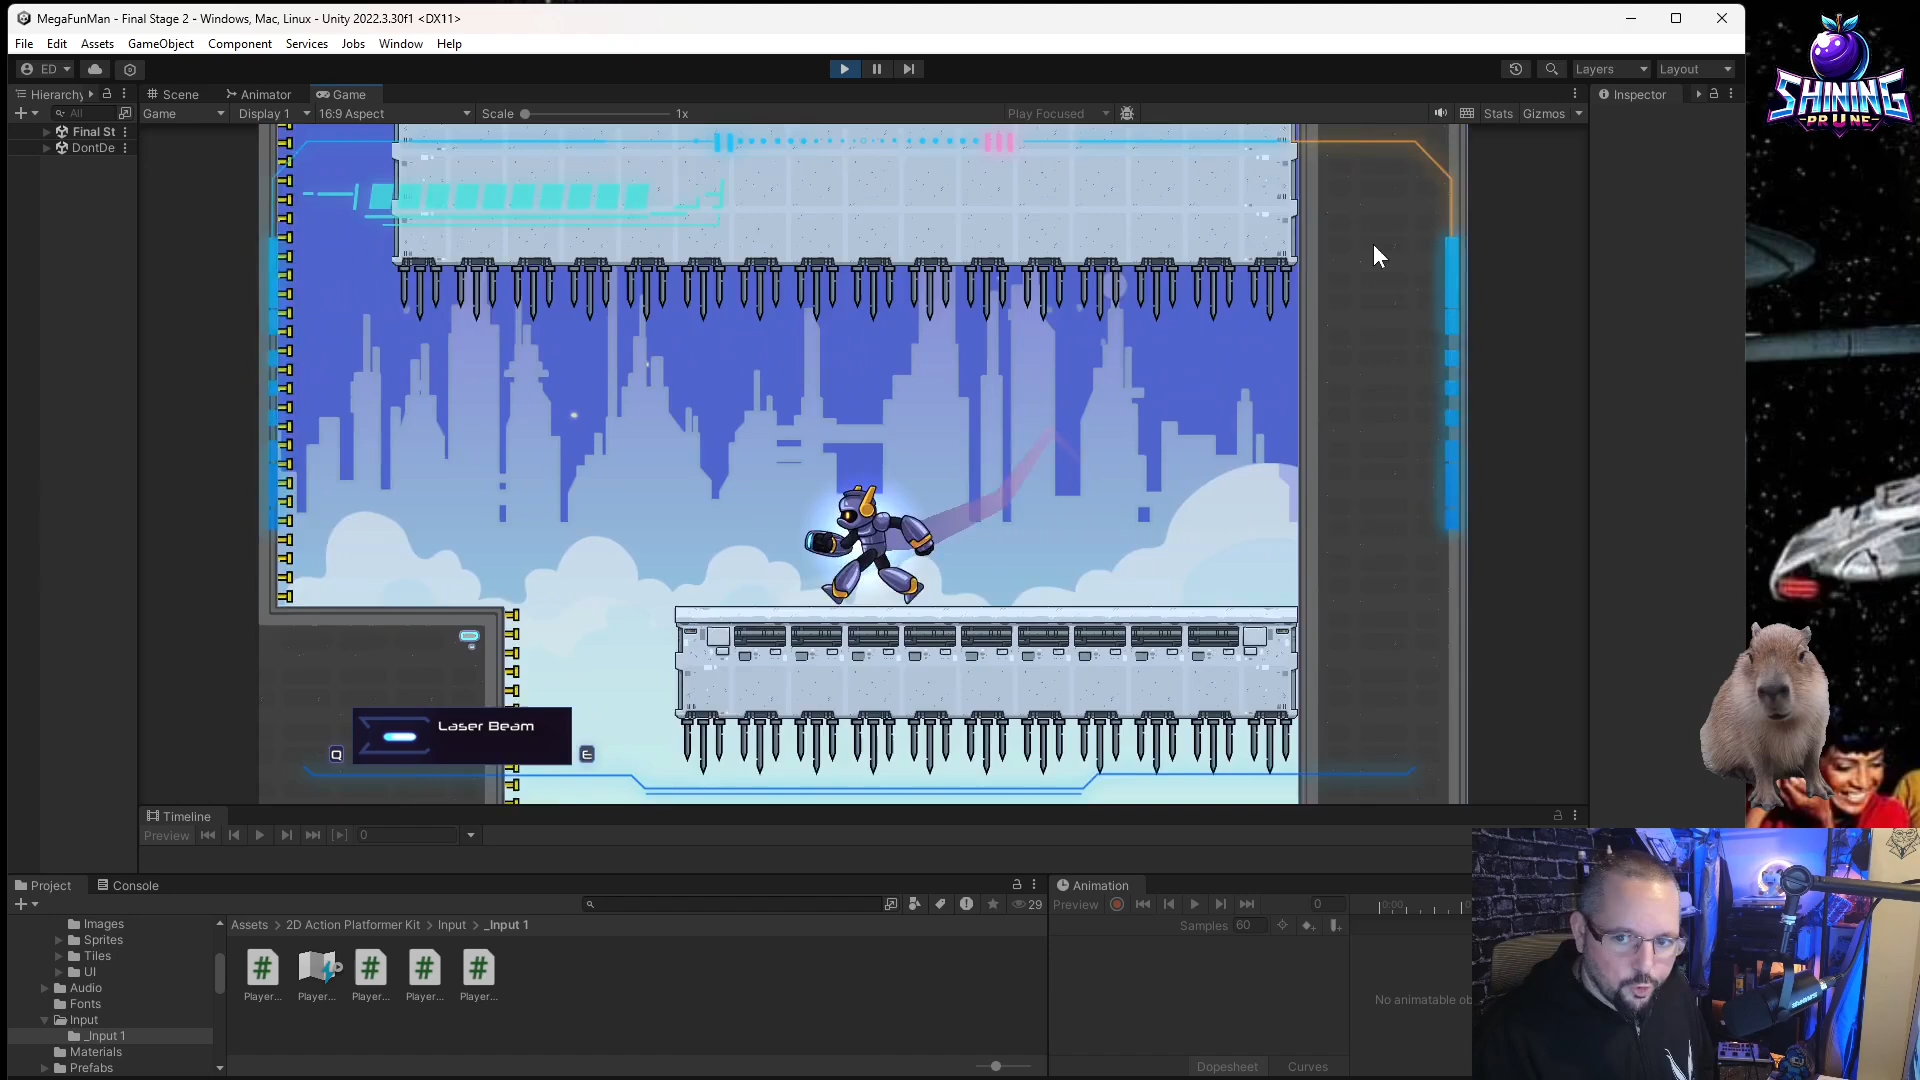 MegaFunMan - Final Stage 2 - Windows, Mac, Linux - Unity 2022.3.30f1 <DX11>
File Edit Assets GameObject Component Services Jobs Window Help
ED
Layers
Layout
Hierarchy
Scene
Animator
Game
Inspector
All
Game
Display 1
16:9 Aspect
Scale
1x
Play Focused
Stats
Gizmos
Final St
DontDe
SHINING
PRUNE
Laser Beam
Q
E
Timeline
Preview
0
Project
Console
29
Images
Sprites
Tiles
UI
Audio
Fonts
Input
_Input 1
Materials
Prefabs
Assets > 2D Action Platformer Kit > Input > _Input 1
Player...
Player...
Player...
Player...
Player...
Animation
Preview
0
0:00
Samples 60
No animatable ob
Dopesheet
Curves